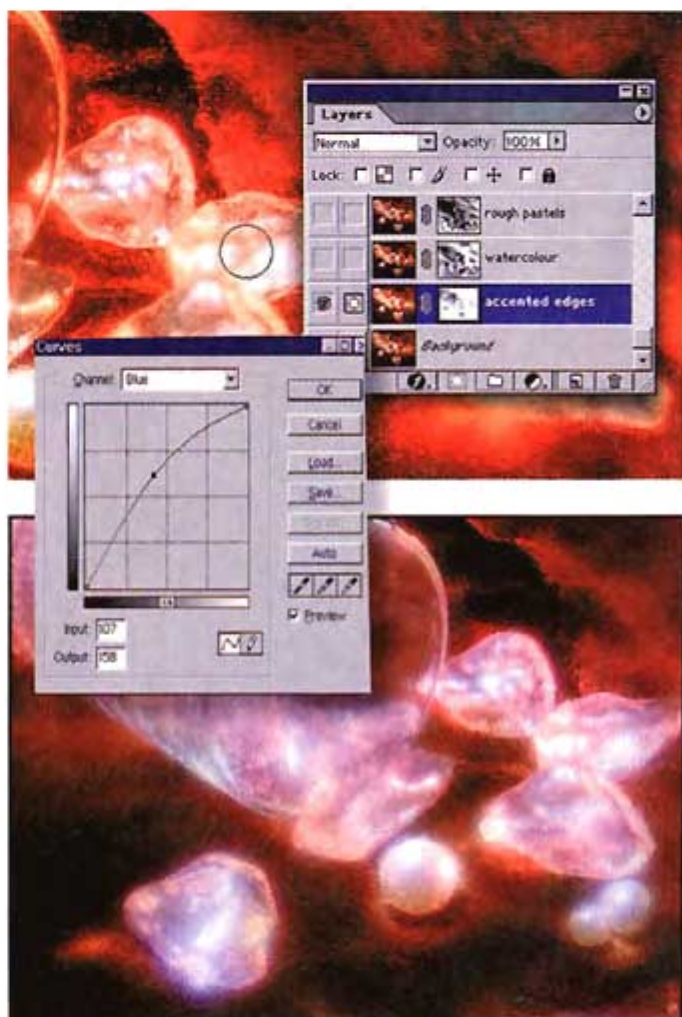 Layers
Normal Opacity: 100%
Lock:
rough pastels
watercolour
accented edges
Background
Curves
Channel: Blue
OK
Cancel
Load...
Save...
Auto
Preview
Input: 107
Output: 158